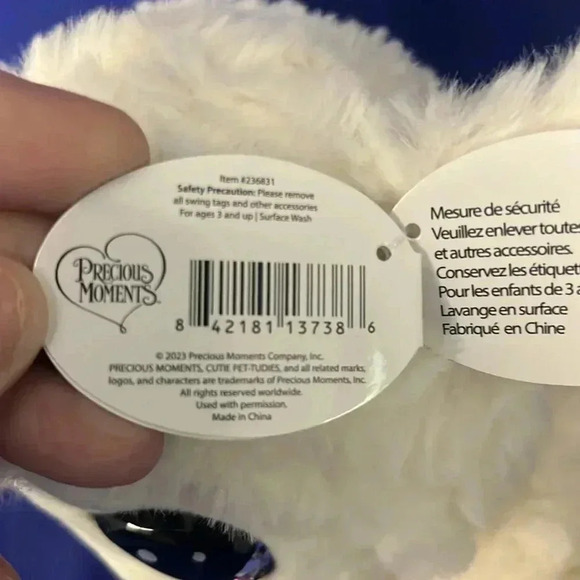 Item #236831
Safety Precaution: Please remove
all swing tags and other accessories
For ages 3 and up | Surface Wash
PRECIOUS
MOMENTS
8 42181 13738 6
© 2023 Precious Moments Company, Inc.
PRECIOUS MOMENTS, CUTIE PET-TUDIES, and all related marks,
logos, and characters are trademarks of Precious Moments, Inc.
All rights reserved worldwide.
Used with permission.
Made in China
Mesure de sécurité
Veuillez enlever toutes
et autres accessoires.
Conservez les étiquet
Pour les enfants de 3 a
Lavage en surface
Fabriqué en Chine